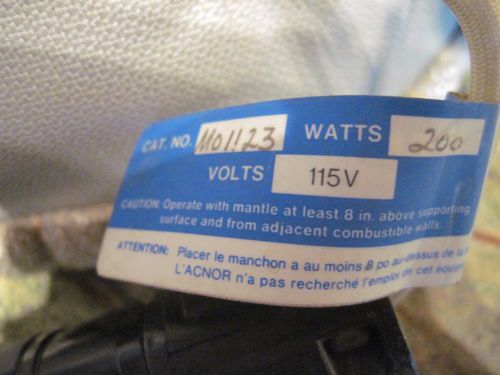 CAT. NO. M01123 WATTS 200
VOLTS 115V
CAUTION: Operate with mantle at least 8 in. above supporting
surface and from adjacent combustible walls.
ATTENTION: Placer le manchon a au moins 8 po au-dessus de la
L'ACNOR n'a pas recherché l'emploi de cet